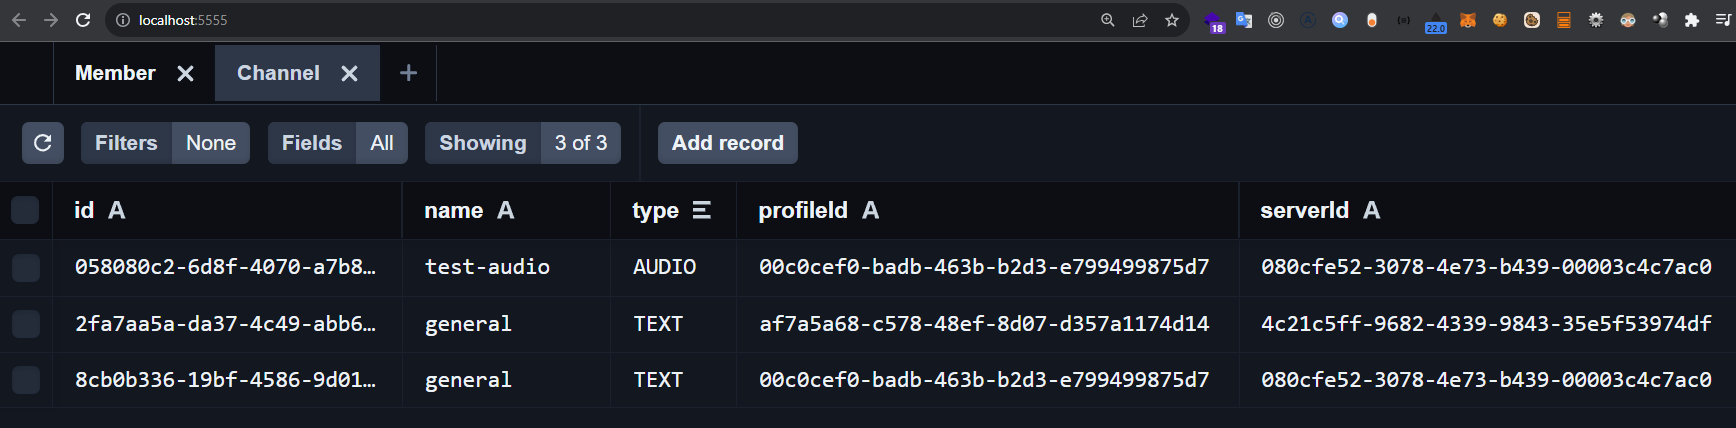 localhost:5555
18
22.0
Member
Channel
Filters None
Fields All
Showing 3 of 3
Add record
id name type profileId serverId
058080c2-6d8f-4070-a7b8… test-audio AUDIO 00c0cef0-badb-463b-b2d3-e799499875d7 080cfe52-3078-4e73-b439-00003c4c7ac0
2fa7aa5a-da37-4c49-abb6… general TEXT af7a5a68-c578-48ef-8d07-d357a1174d14 4c21c5ff-9682-4339-9843-35e5f53974df
8cb0b336-19bf-4586-9d01… general TEXT 00c0cef0-badb-463b-b2d3-e799499875d7 080cfe52-3078-4e73-b439-00003c4c7ac0